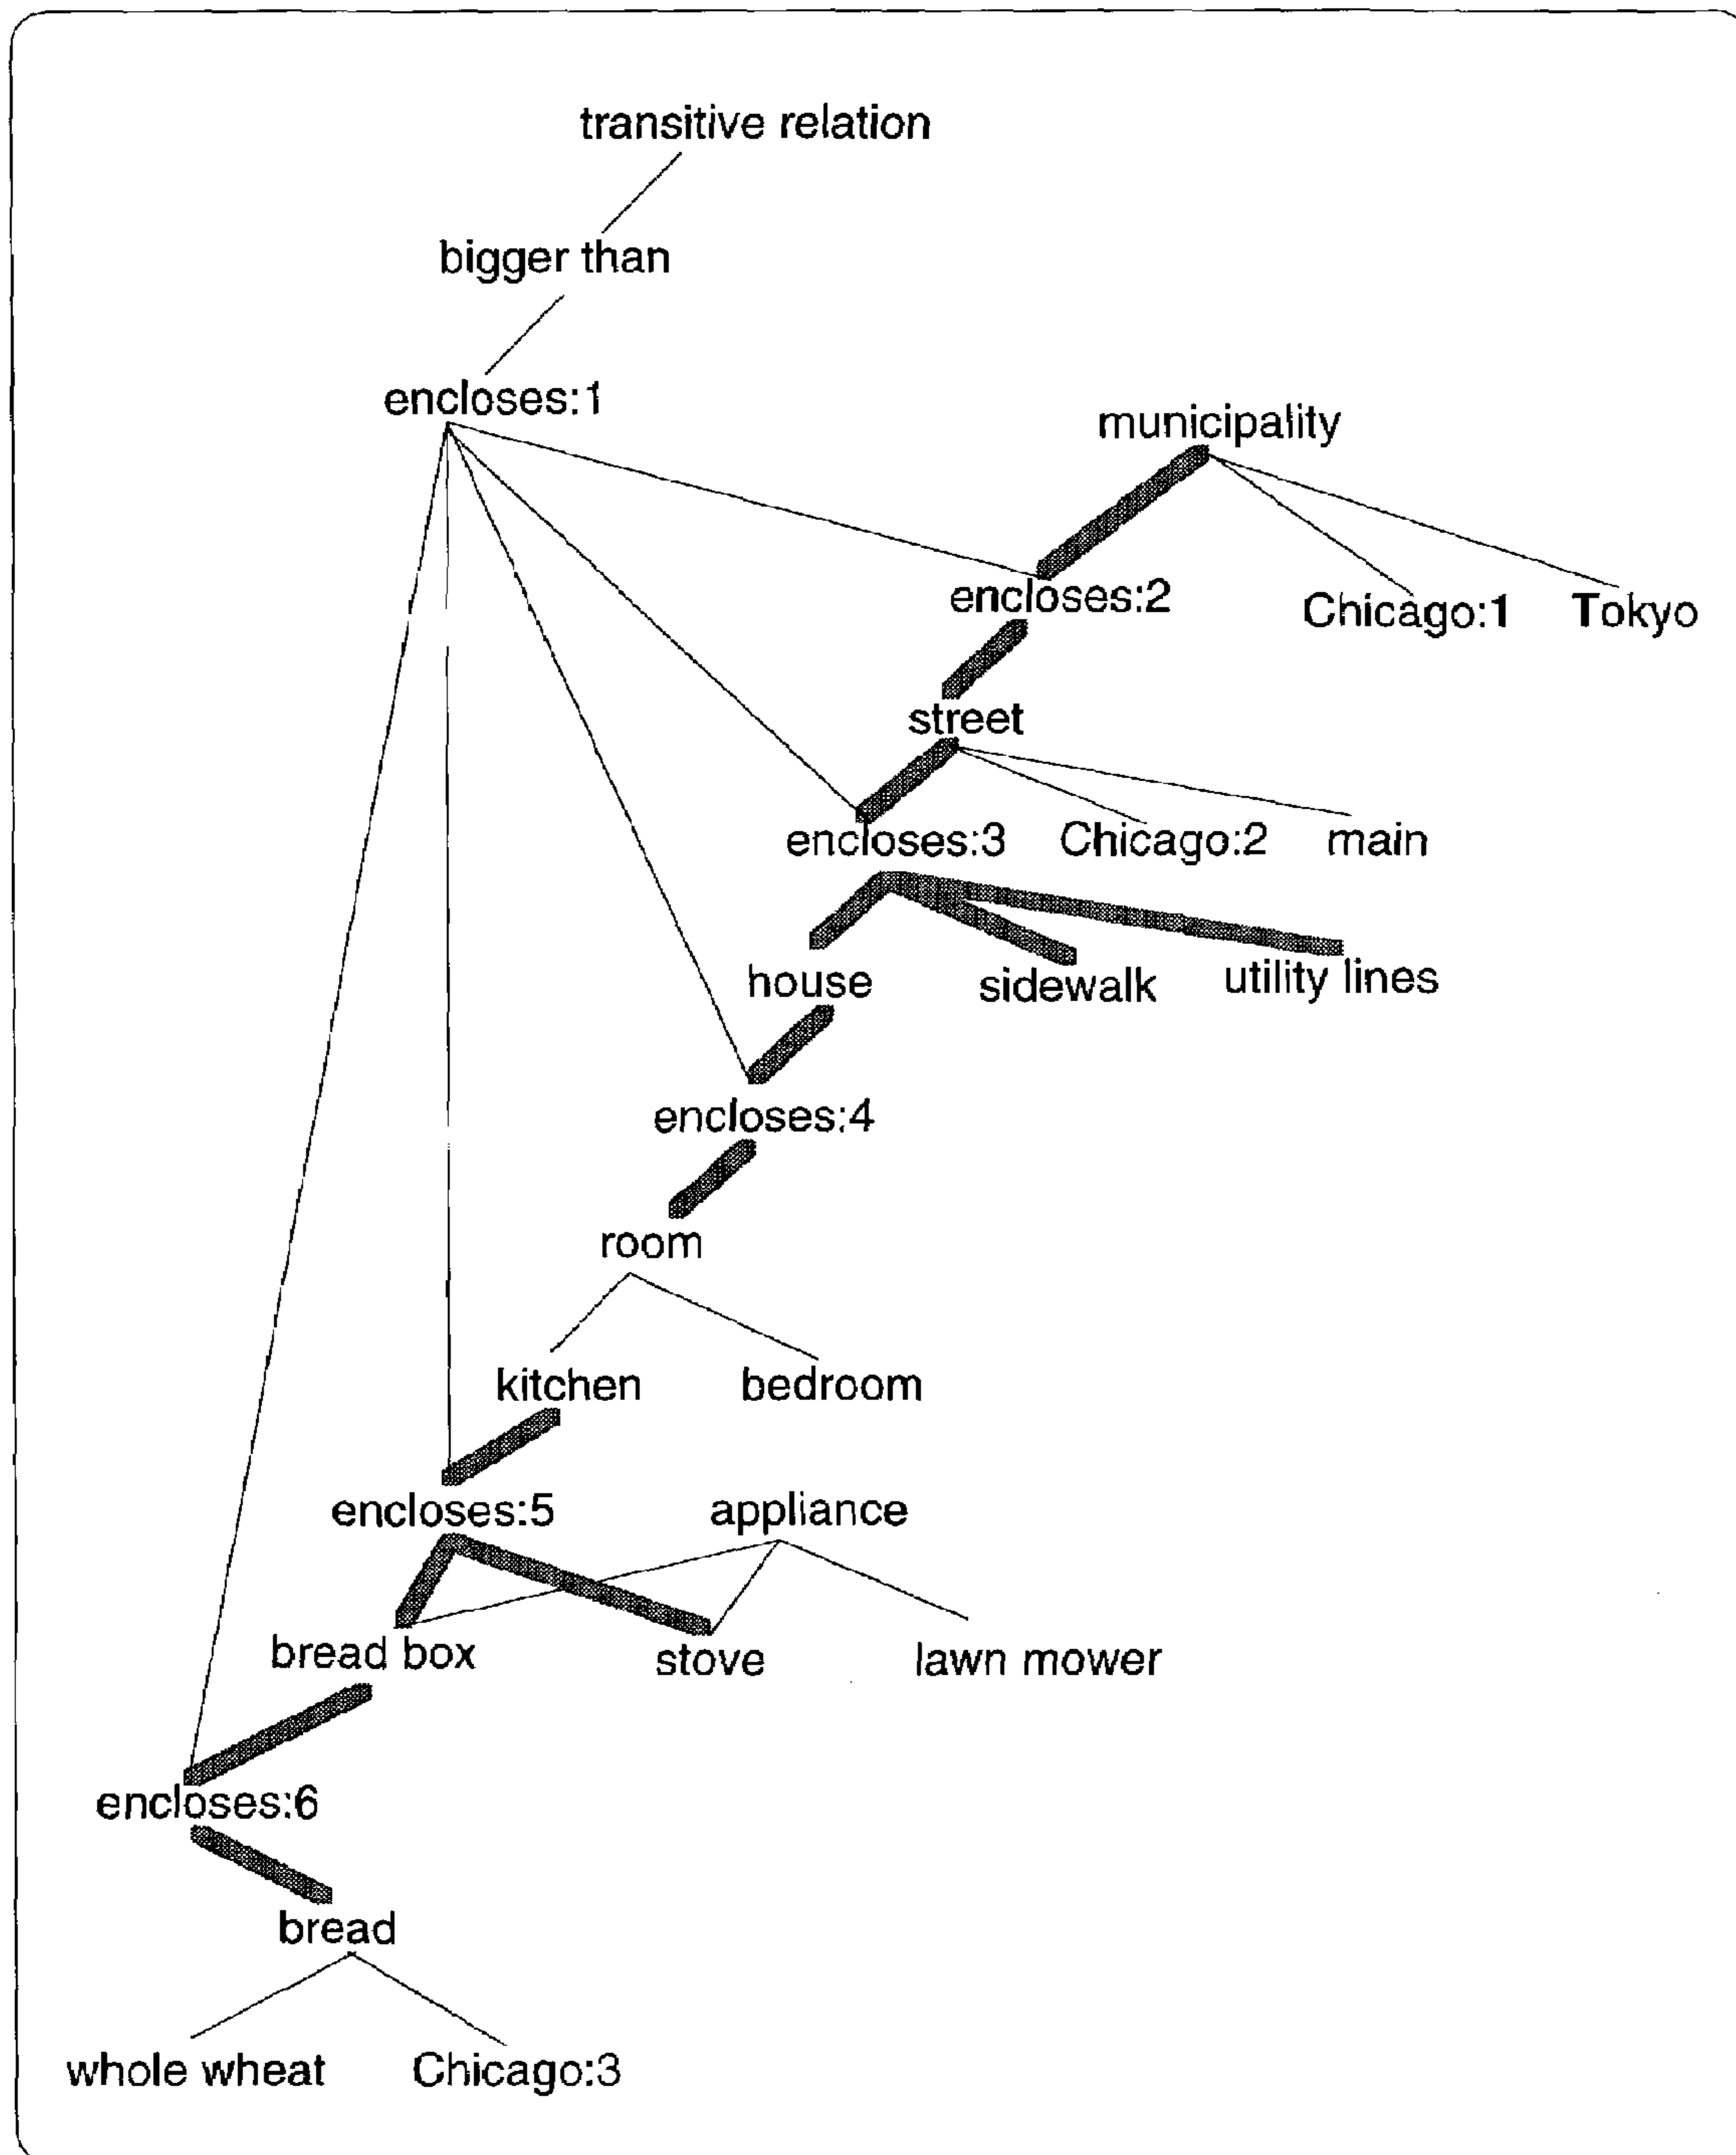 transitive relation
bigger than
encloses:1
municipality
encloses:2
Chicago:1
Tokyo
street
encloses:3
Chicago:2
main
house
sidewalk
utility lines
encloses:4
room
kitchen
bedroom
encloses:5
appliance
bread box
stove
lawn mower
encloses:6
bread
whole wheat
Chicago:3